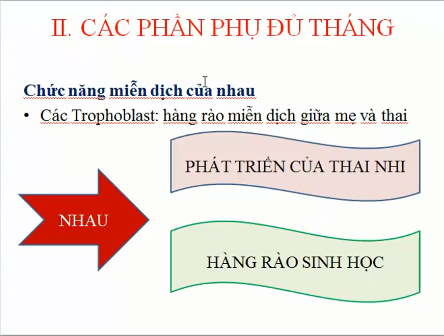 II. CÁC PHẦN PHỤ ĐỦ THÁNG
Chức năng miễn dịch của nhau
• Các Trophoblast: hàng rào miễn dịch giữa mẹ và thai
PHÁT TRIỂN CỦA THAI NHI
NHAU
HÀNG RÀO SINH HỌC